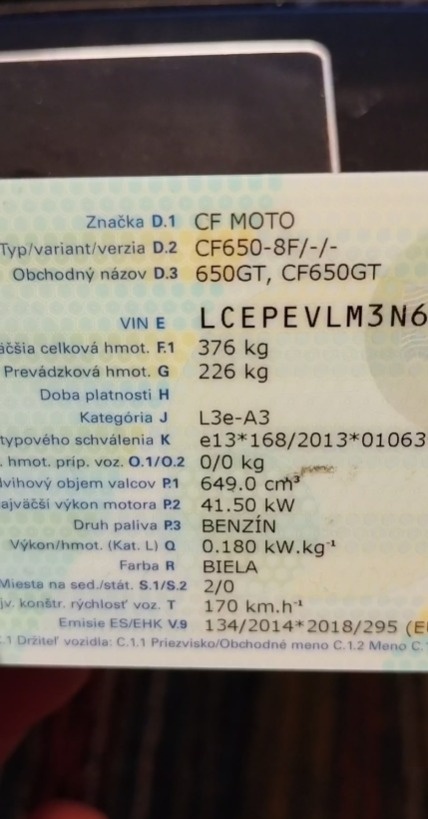 Značka D.1 CF MOTO
Typ/variant/verzia D.2 CF650-8F/-/-
Obchodný názov D.3 650GT, CF650GT
VIN E LCEPEVLM3N6
äčšia celková hmot. F.1 376 kg
Prevádzková hmot. G 226 kg
Doba platnosti H
Kategória J L3e-A3
typového schválenia K e13*168/2013*01063
. hmot. príp. voz. O.1/O.2 0/0 kg
dvihový objem valcov P.1 649.0 cm³
ajväčší výkon motora P.2 41.50 kW
Druh paliva P.3 BENZÍN
Výkon/hmot. (Kat. L) Q 0.180 kW.kg⁻¹
Farba R BIELA
Miesta na sed./stát. S.1/S.2 2/0
jv. konštr. rýchlosť voz. T 170 km.h⁻¹
Emisie ES/EHK V.9 134/2014*2018/295 (E
.1 Držiteľ vozidla: C.1.1 Priezvisko/Obchodné meno C.1.2 Meno C.1